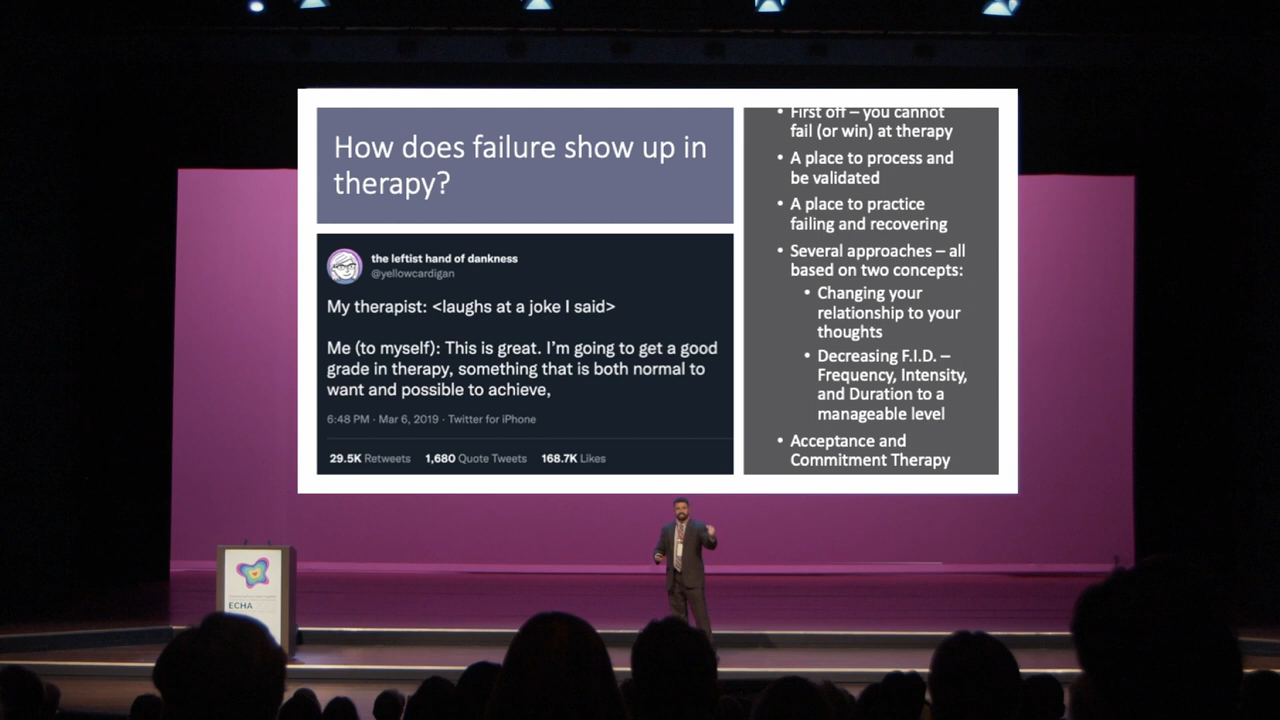 How does failure show up in
therapy?
the leftist hand of dankness
@yellowcardigan
My therapist: <laughs at a joke I said>
Me (to myself): This is great. I'm going to get a good
grade in therapy, something that is both normal to
want and possible to achieve,
6:48 PM · Mar 6, 2019 · Twitter for iPhone
29.5K Retweets 1,680 Quote Tweets 168.7K Likes
• First off – you cannot
fail (or win) at therapy
• A place to process and
be validated
• A place to practice
failing and recovering
• Several approaches – all
based on two concepts:
• Changing your
relationship to your
thoughts
• Decreasing F.I.D. –
Frequency, Intensity,
and Duration to a
manageable level
• Acceptance and
Commitment Therapy
ECHA